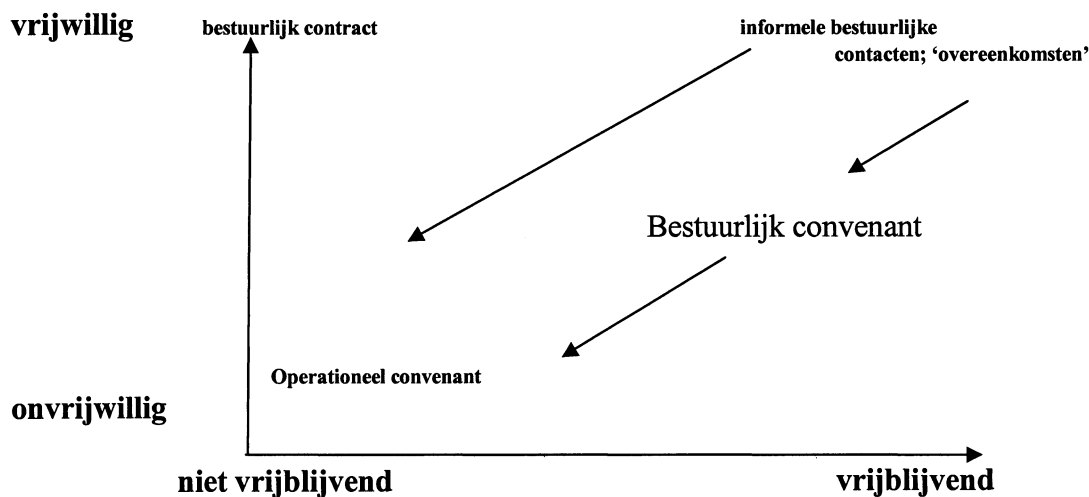 vrijwillig
bestuurlijk contract
informele bestuurlijke
contacten; ‘overeenkomsten’
Bestuurlijk convenant
Operationeel convenant
onvrijwillig
niet vrijblijvend
vrijblijvend